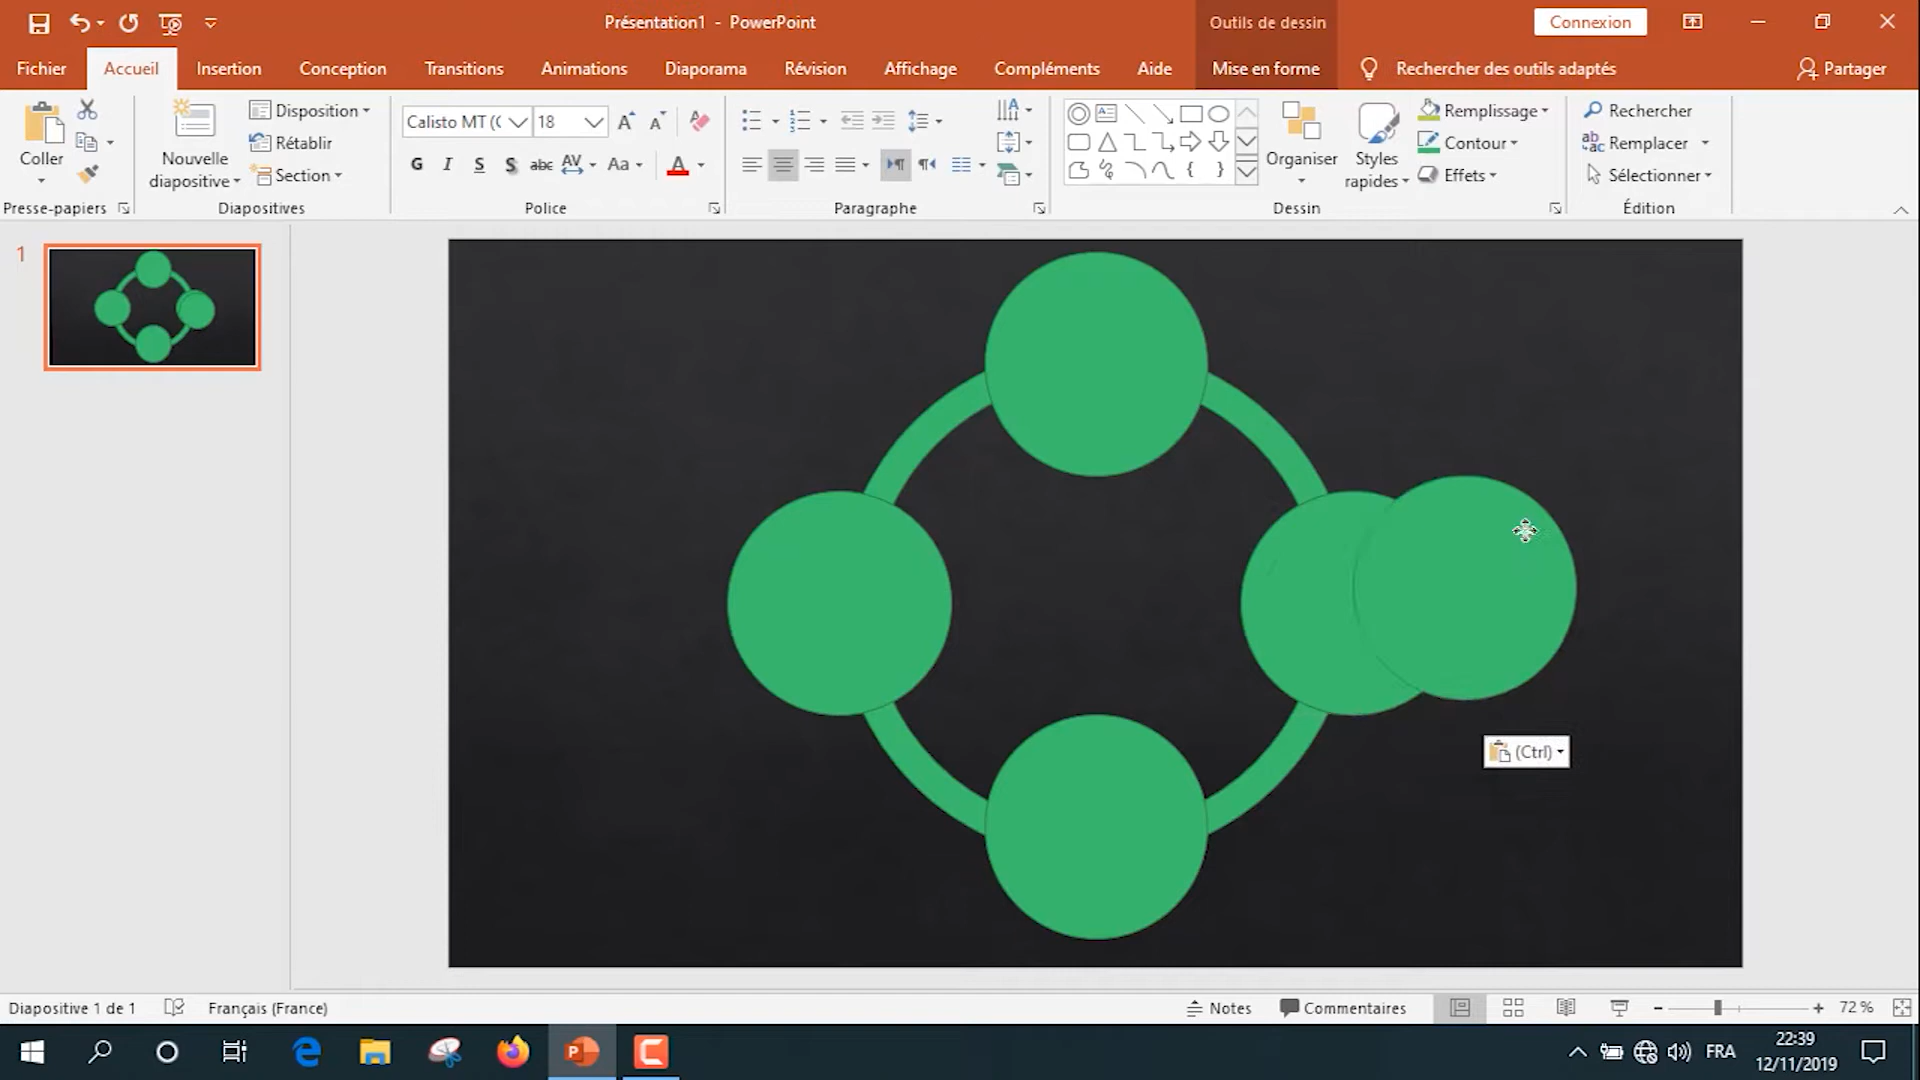 Présentation1 - PowerPoint
Outils de dessin
Connexion
Fichier
Accueil
Insertion
Conception
Transitions
Animations
Diaporama
Révision
Affichage
Compléments
Aide
Mise en forme
Rechercher des outils adaptés
Partager
Coller
Nouvelle
diapositive
Disposition
Rétablir
Section
Calisto MT (C
18
G I S S abc AV Aa A
Organiser
Styles
rapides
Remplissage
Contour
Effets
Rechercher
Remplacer
Sélectionner
Presse-papiers
Diapositives
Police
Paragraphe
Dessin
Édition
1
(Ctrl)
Diapositive 1 de 1
Français (France)
Notes
Commentaires
72 %
FRA
22:39
12/11/2019